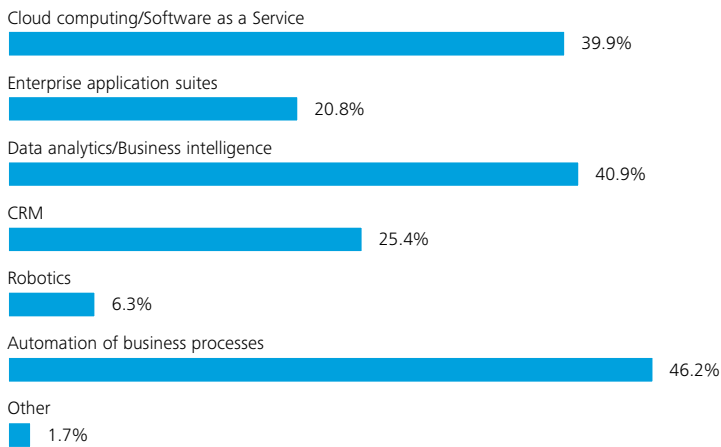 Cloud computing/Software as a Service
39.9%
Enterprise application suites
20.8%
Data analytics/Business intelligence
40.9%
CRM
25.4%
Robotics
6.3%
Automation of business processes
46.2%
Other
1.7%